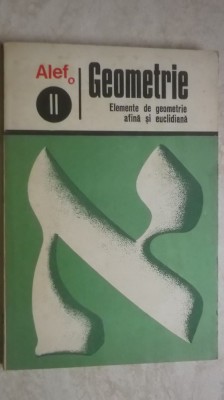 Alef₀
II
Geometrie
Elemente de geometrie
afină și euclidiană
א